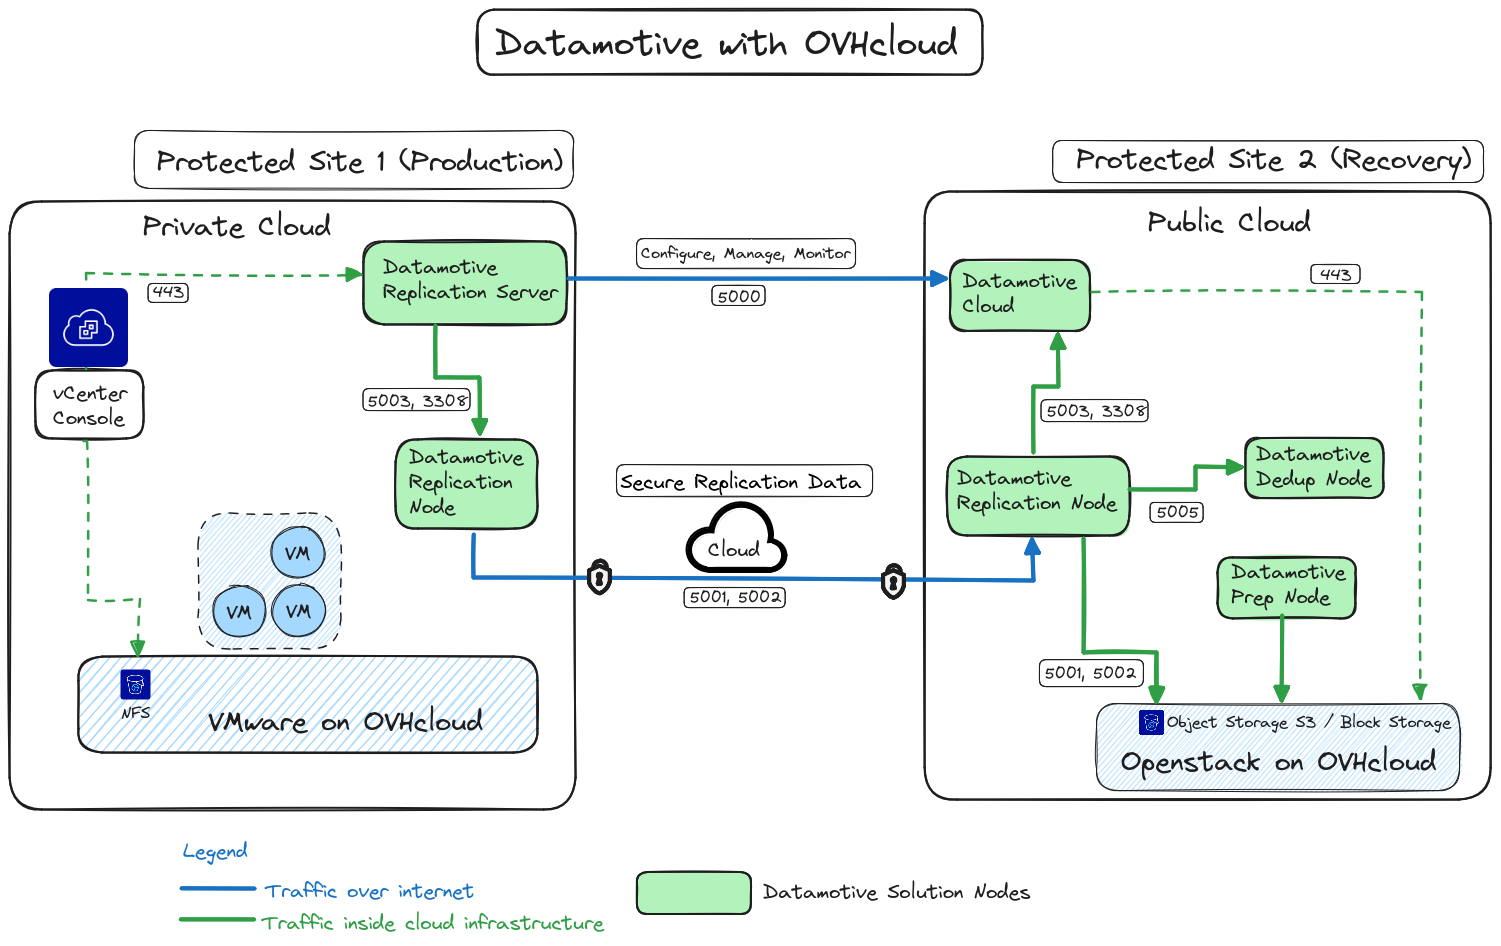 Datamotive with OVHcloud
Protected Site 1 (Production)
Protected Site 2 (Recovery)
Private Cloud
Datamotive
Replication Server
443
vCenter
Console
5003, 3308
Datamotive
Replication
Node
VM
VM
VM
NFS
VMware on OVHcloud
Configure, Manage, Monitor
5000
Secure Replication Data
Cloud
5001, 5002
Public Cloud
Datamotive
Cloud
443
5003, 3308
Datamotive
Replication Node
Datamotive
Dedup Node
5005
Datamotive
Prep Node
5001, 5002
Object Storage S3 / Block Storage
Openstack on OVHcloud
Legend
Traffic over internet
Traffic inside cloud infrastructure
Datamotive Solution Nodes